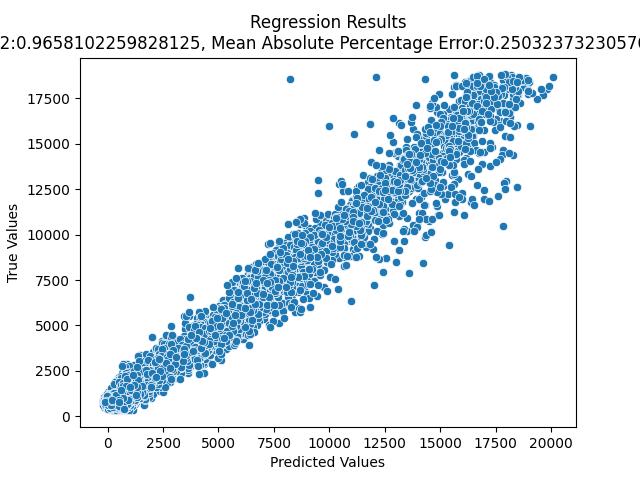 Regression Results
2:0.9658102259828125, Mean Absolute Percentage Error:0.2503237323057
True Values
17500
15000
12500
10000
7500
5000
2500
0
0 2500 5000 7500 10000 12500 15000 17500 20000
Predicted Values